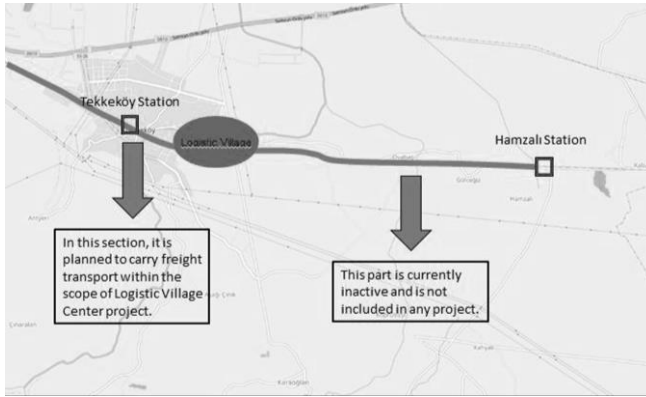 Tekkeköy Station
Logistic Village
Hamzalı Station
Hamzalı
In this section, it is
planned to carry freight
transport within the
scope of Logistic Village
Center project.
This part is currently
inactive and is not
included in any project.